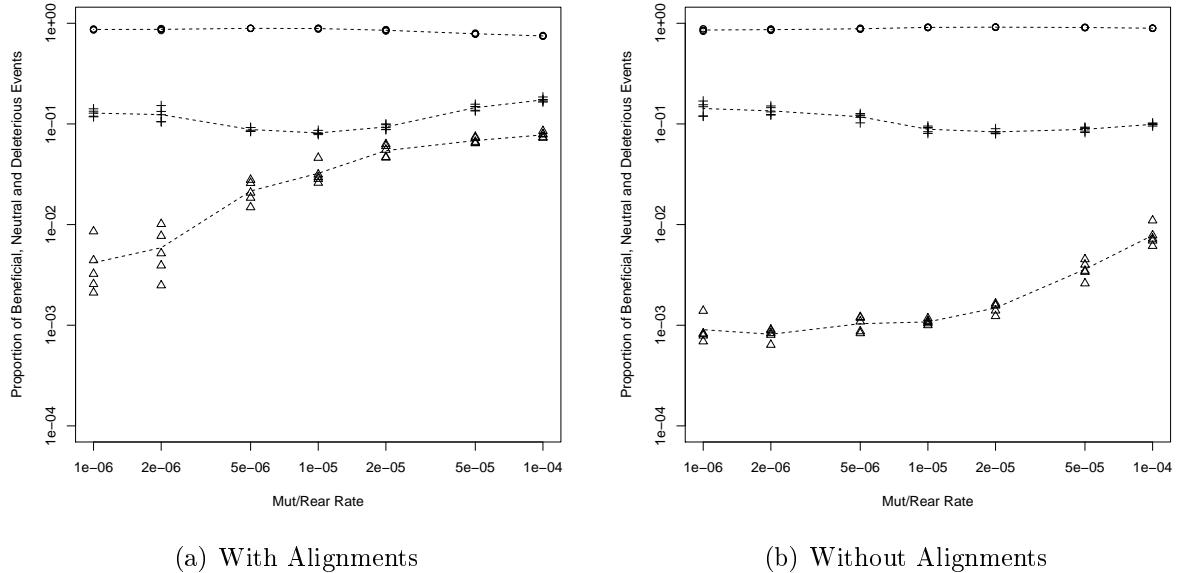 Proportion of Beneficial, Neutral and Deleterious Events
1e+00
1e-01
1e-02
1e-03
1e-04
1e-06 2e-06 5e-06 1e-05 2e-05 5e-05 1e-04
Mut/Rear Rate
(a) With Alignments
Proportion of Beneficial, Neutral and Deleterious Events
1e+00
1e-01
1e-02
1e-03
1e-04
1e-06 2e-06 5e-06 1e-05 2e-05 5e-05 1e-04
Mut/Rear Rate
(b) Without Alignments